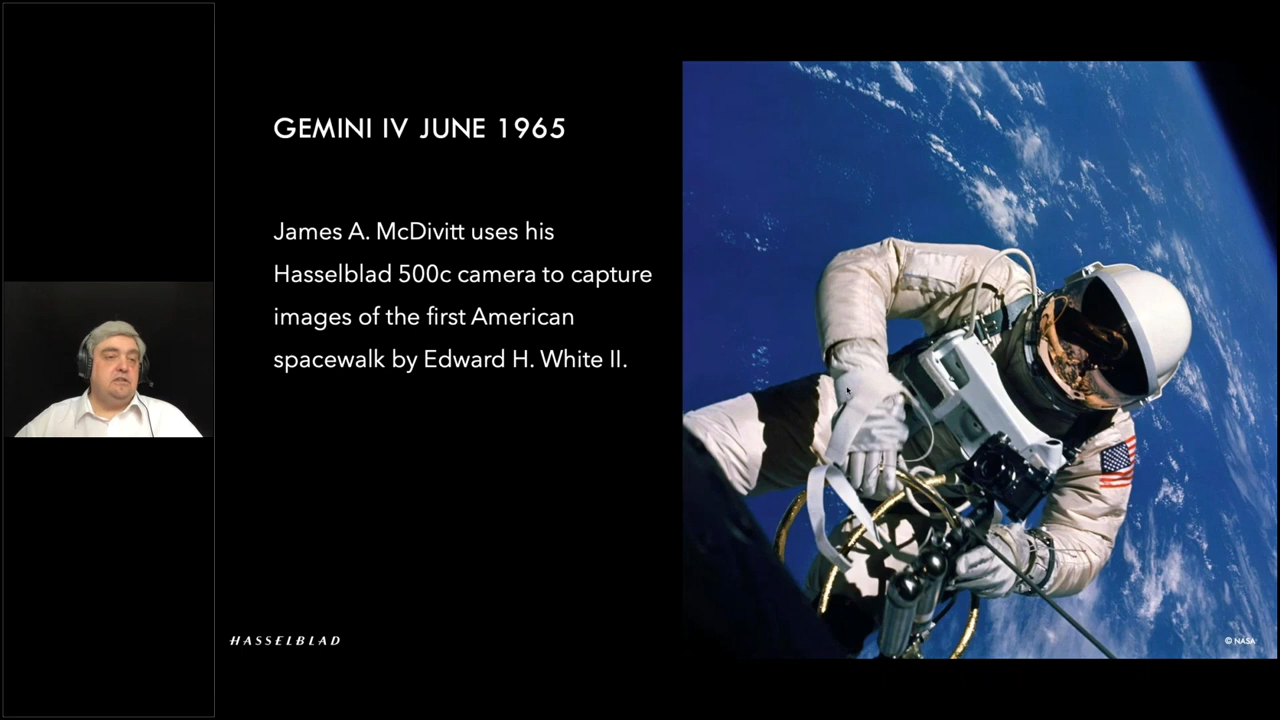 GEMINI IV JUNE 1965
James A. McDivitt uses his
Hasselblad 500c camera to capture
images of the first American
spacewalk by Edward H. White II.
HASSELBLAD
© NASA